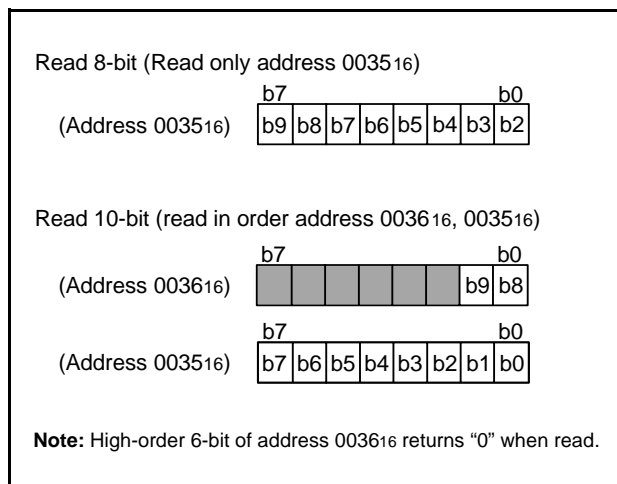 Read 8-bit (Read only address 003516)
b7 b0
(Address 003516) b9 b8 b7 b6 b5 b4 b3 b2
Read 10-bit (read in order address 003616, 003516)
b7 b0
(Address 003616) b9 b8
b7 b0
(Address 003516) b7 b6 b5 b4 b3 b2 b1 b0
Note: High-order 6-bit of address 003616 returns “0” when read.